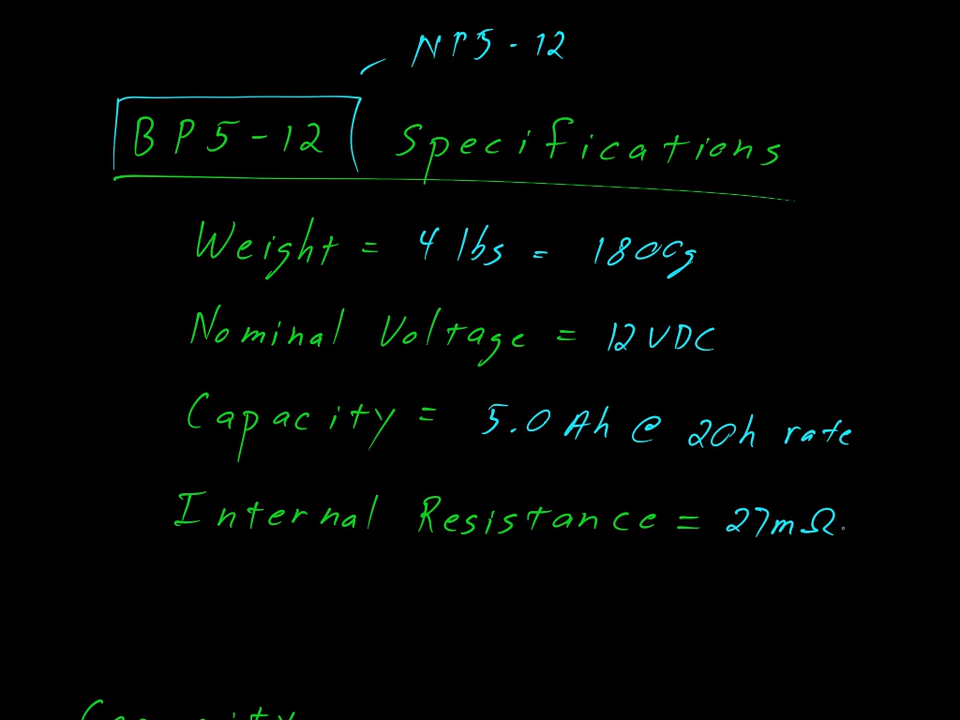 NP5-12
BP5-12 Specifications
Weight = 4 lbs = 1800g
Nominal Voltage = 12VDC
Capacity = 5.0 Ah @ 20h rate
Internal Resistance = 27mΩ.